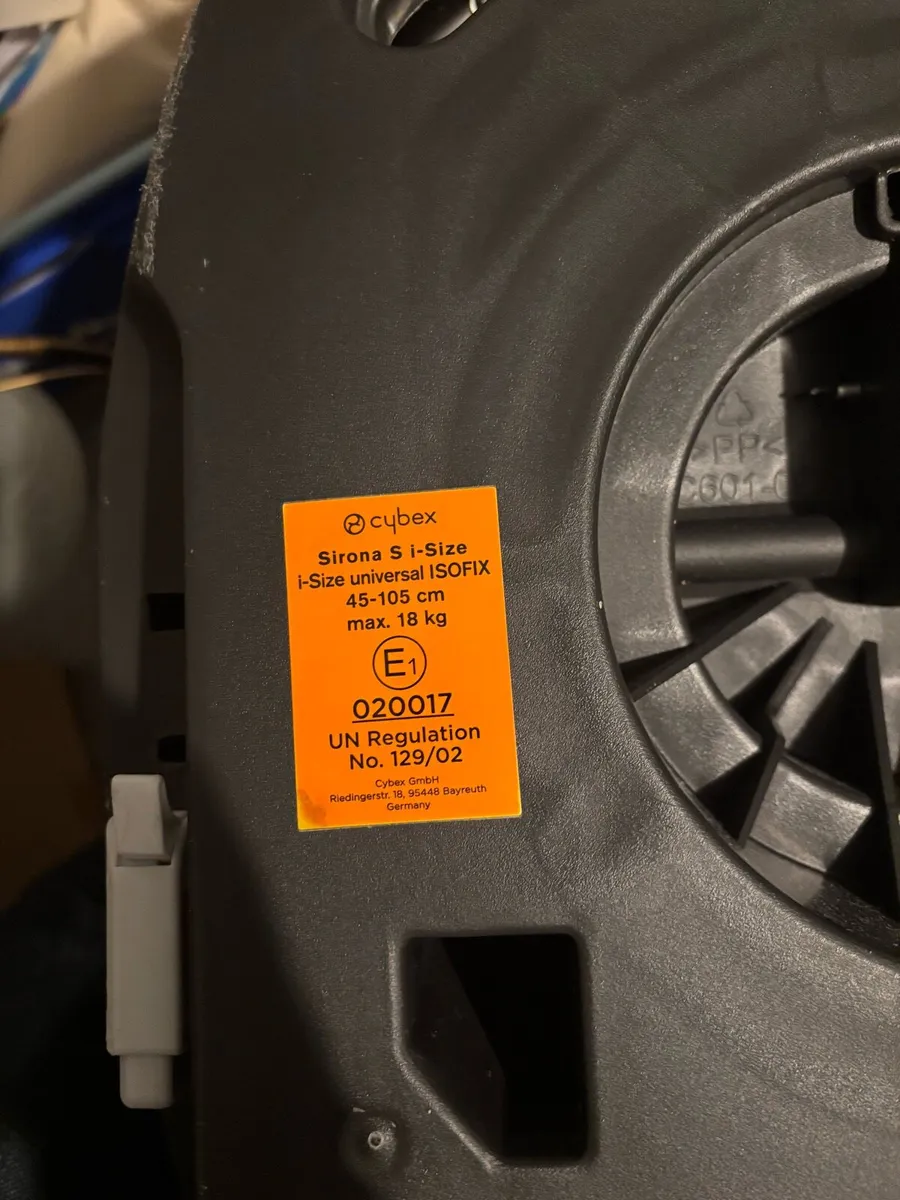 cybex
Sirona S i-Size
i-Size universal ISOFIX
45-105 cm
max. 18 kg
E1
020017
UN Regulation
No. 129/02
Cybex GmbH
Riedingerstr. 18, 95448 Bayreuth
Germany
>PP<